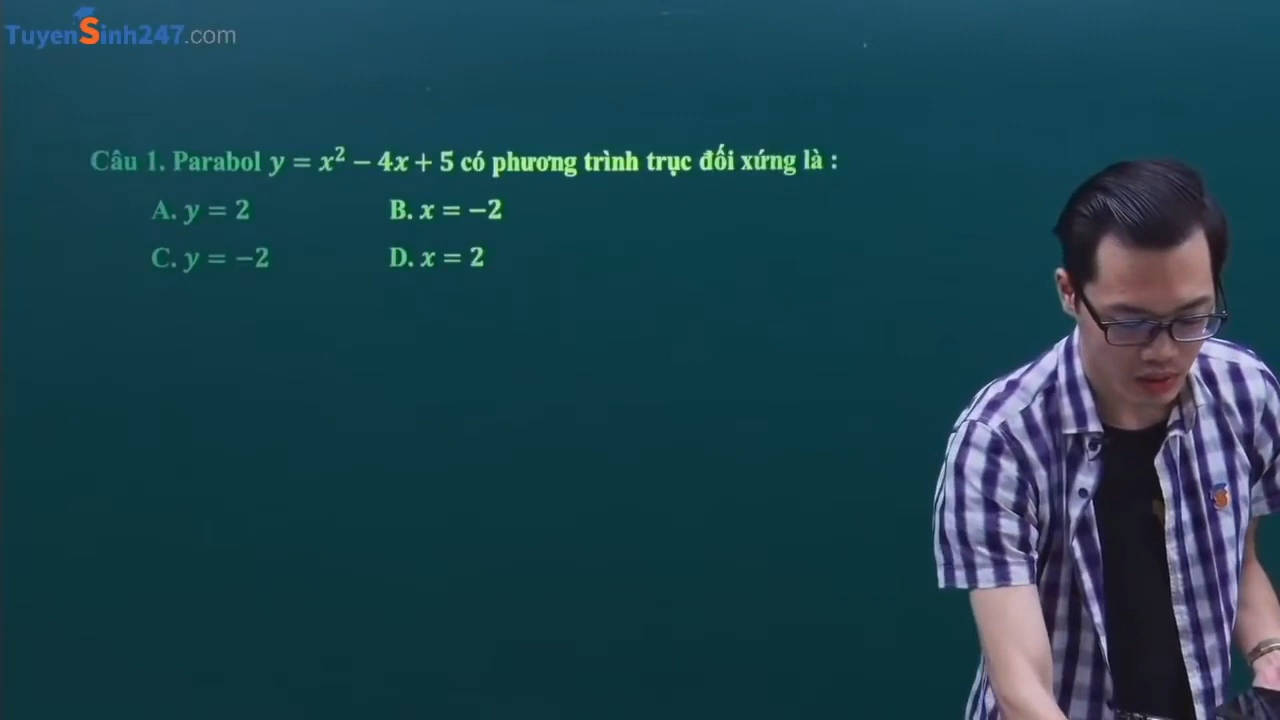 TuyenSinh247.com
Câu 1. Parabol y = x² − 4x + 5 có phương trình trục đối xứng là :
A. y = 2 B. x = −2
C. y = −2 D. x = 2